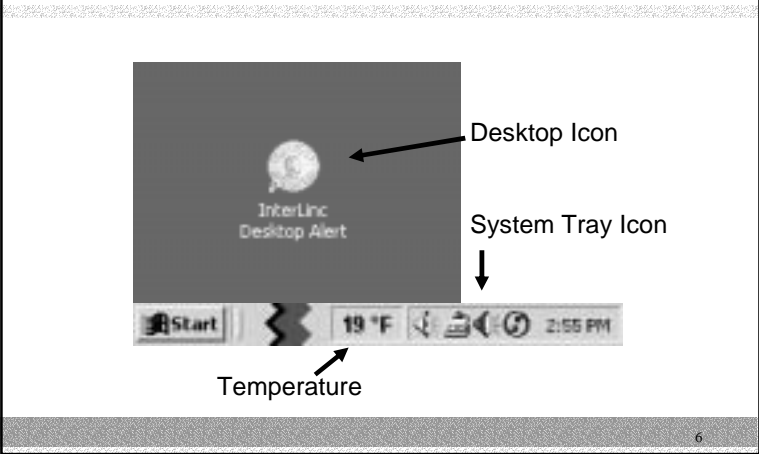 Desktop Icon
InterLinc
Desktop Alert
System Tray Icon
Start
19 °F
2:55 PM
Temperature
6